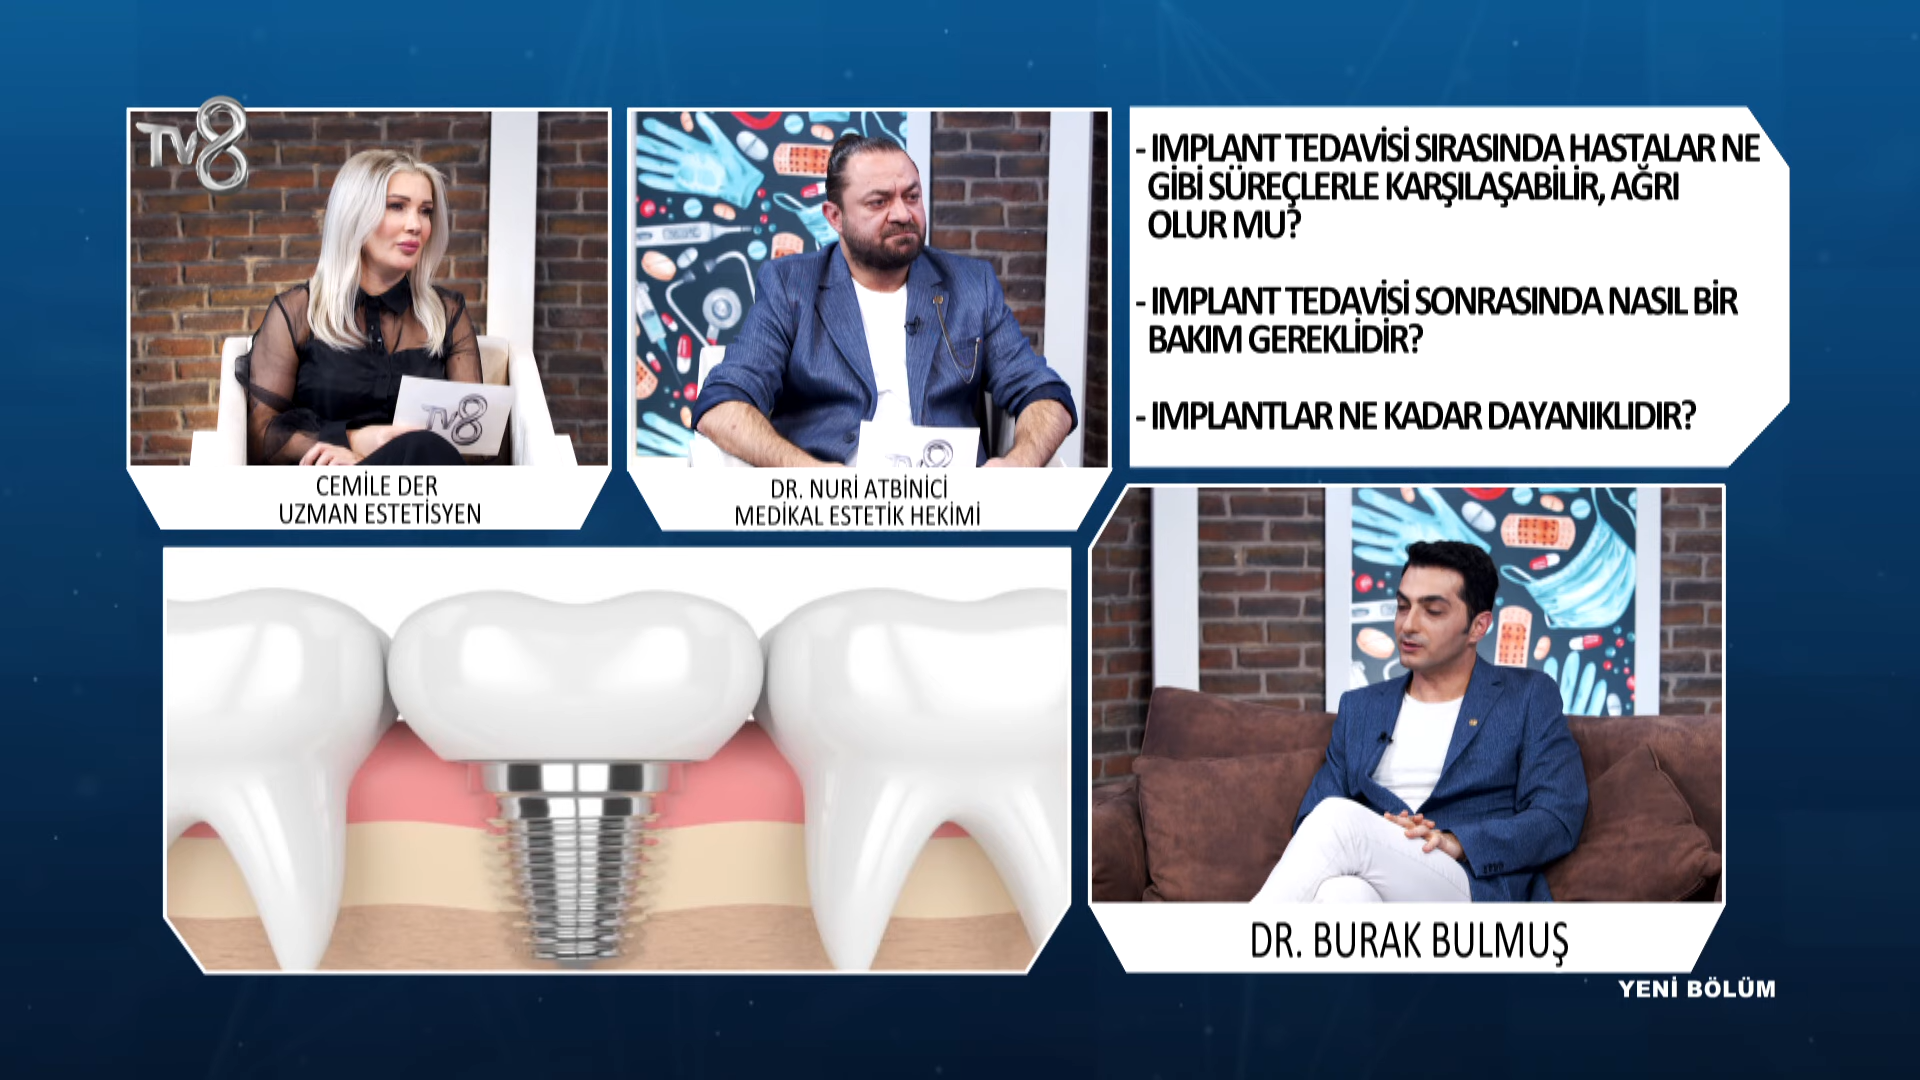 TV8
- IMPLANT TEDAVİSİ SIRASINDA HASTALAR NE
GİBİ SÜREÇLERLE KARŞILAŞABİLİR, AĞRI
OLUR MU?
- IMPLANT TEDAVİSİ SONRASINDA NASIL BİR
BAKIM GEREKLİDİR?
- IMPLANTLAR NE KADAR DAYANIKLIDIR?
TV8
TV8
CEMİLE DER
UZMAN ESTETİSYEN
DR. NURİ ATBİNİCİ
MEDİKAL ESTETİK HEKİMİ
DR. BURAK BULMUŞ
YENİ BÖLÜM